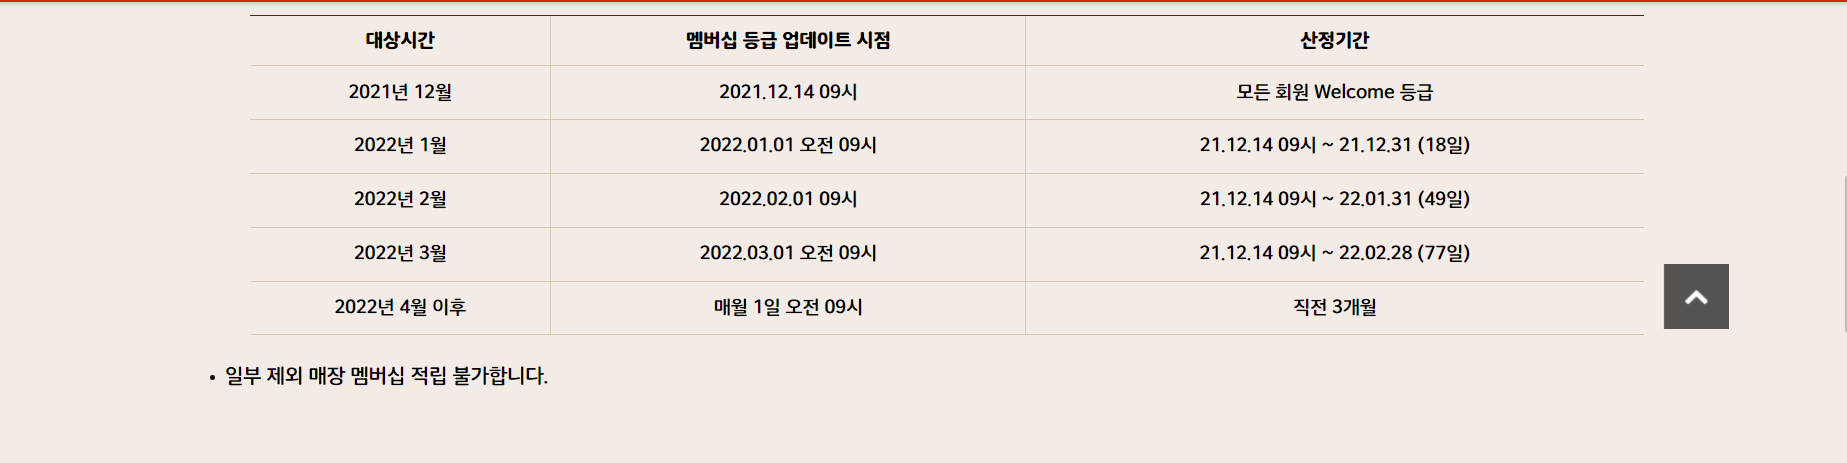 대상시간 멤버십 등급 업데이트 시점 산정기간
2021년 12월 2021.12.14 09시 모든 회원 Welcome 등급
2022년 1월 2022.01.01 오전 09시 21.12.14 09시 ~ 21.12.31 (18일)
2022년 2월 2022.02.01 09시 21.12.14 09시 ~ 22.01.31 (49일)
2022년 3월 2022.03.01 오전 09시 21.12.14 09시 ~ 22.02.28 (77일)
2022년 4월 이후 매월 1일 오전 09시 직전 3개월
• 일부 제외 매장 멤버십 적립 불가합니다.